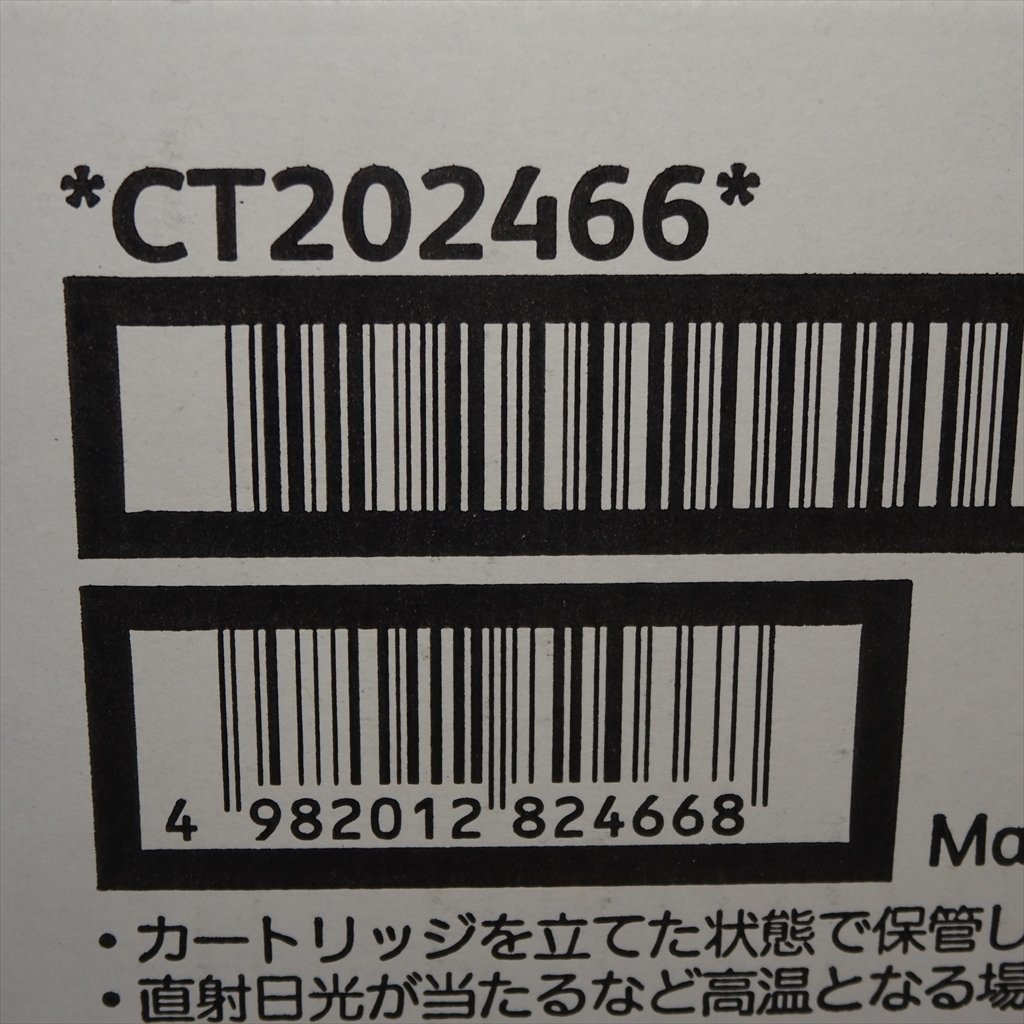 *CT202466*
4 982012 824668
Ma
・カートリッジを立てた状態で保管し
・直射日光が当たるなど高温となる場